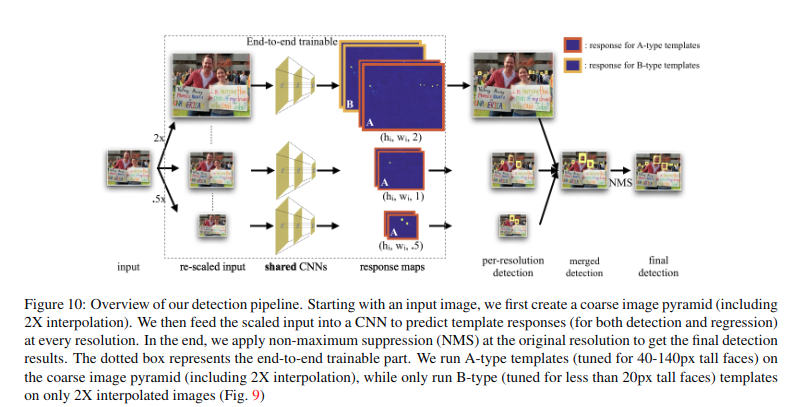 End-to-end trainable
: response for A-type templates
: response for B-type templates
B
A
(hᵢ, wᵢ, 2)
2x
A
(hᵢ, wᵢ, 1)
NMS
.5x
A
(hᵢ, wᵢ, .5)
input
re-scaled input
shared CNNs
response maps
per-resolution
detection
merged
detection
final
detection
Figure 10: Overview of our detection pipeline. Starting with an input image, we first create a coarse image pyramid (including
2X interpolation). We then feed the scaled input into a CNN to predict template responses (for both detection and regression)
at every resolution. In the end, we apply non-maximum suppression (NMS) at the original resolution to get the final detection
results. The dotted box represents the end-to-end trainable part. We run A-type templates (tuned for 40-140px tall faces) on
the coarse image pyramid (including 2X interpolation), while only run B-type (tuned for less than 20px tall faces) templates
on only 2X interpolated images (Fig. 9)